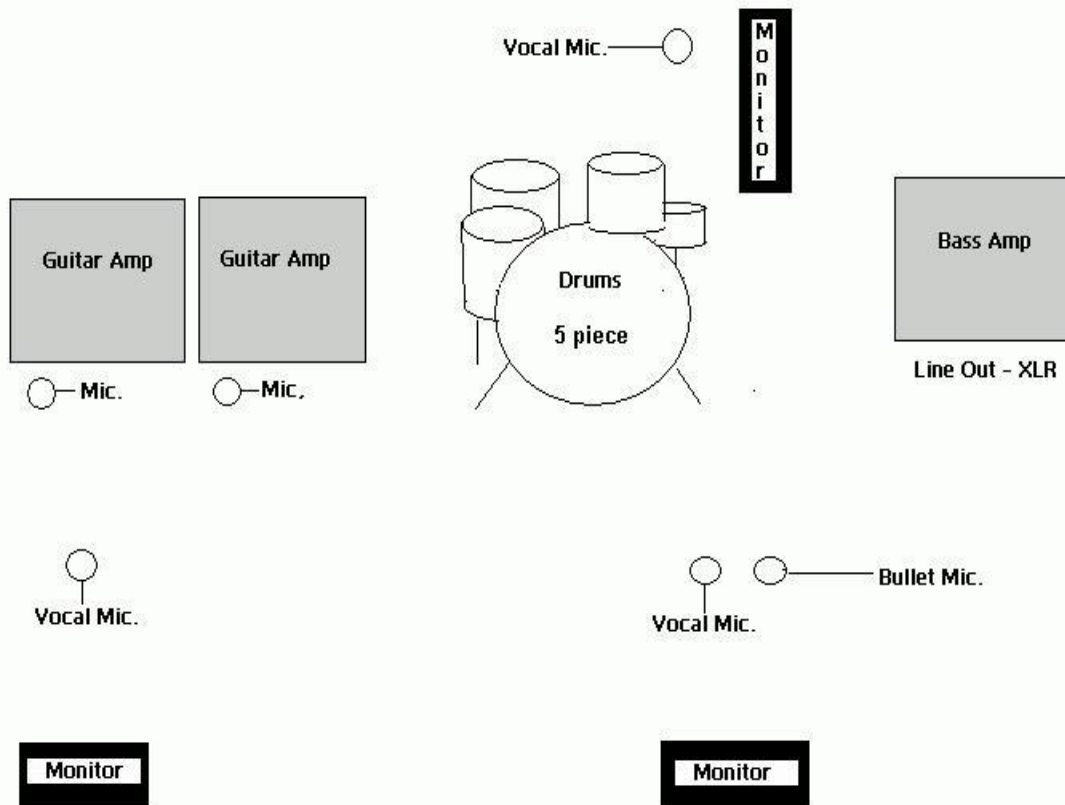 Vocal Mic.
Monitor
Guitar Amp
Guitar Amp
Drums
5 piece
Bass Amp
Line Out - XLR
Mic.
Mic,
Vocal Mic.
Vocal Mic.
Bullet Mic.
Monitor
Monitor